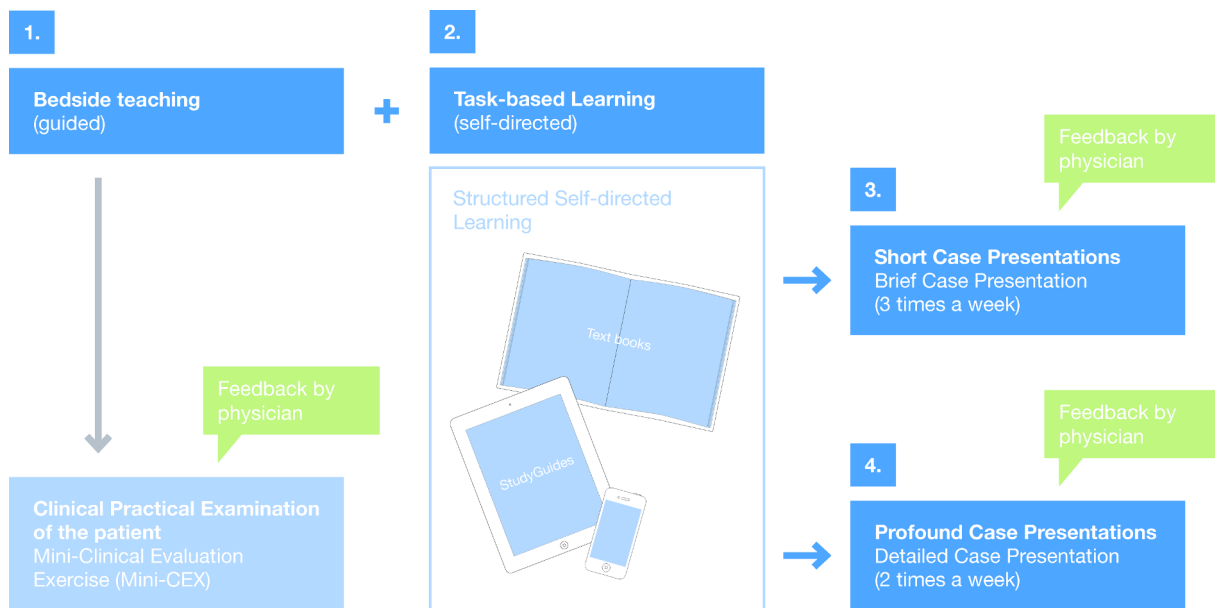 1.
Bedside teaching
(guided)
2.
Task-based Learning
(self-directed)
Structured Self-directed
Learning
Text books
StudyGuides
Feedback by
physician
3.
Short Case Presentations
Brief Case Presentation
(3 times a week)
Feedback by
physician
Clinical Practical Examination
of the patient
Mini-Clinical Evaluation
Exercise (Mini-CEX)
Feedback by
physician
4.
Profound Case Presentations
Detailed Case Presentation
(2 times a week)